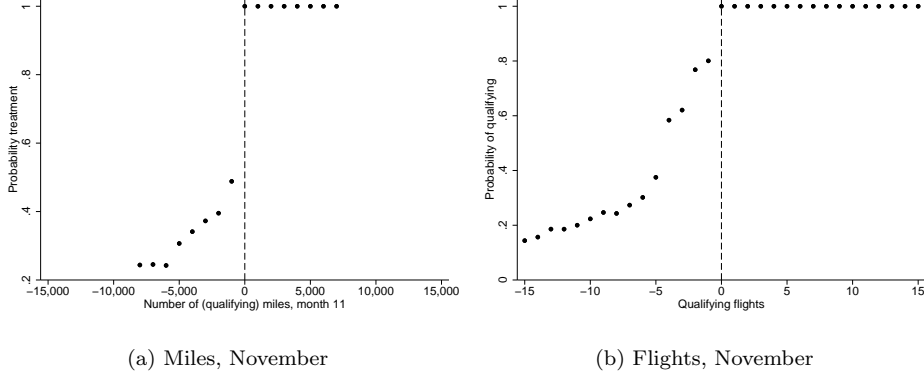 1
.8
.6
.4
.2
Probability treatment
−15,000 −10,000 −5,000 0 5,000 10,000 15,000
Number of (qualifying) miles, month 11
(a) Miles, November
1
.8
.6
.4
.2
0
Probability of qualifying
−15 −10 −5 0 5 10 15
Qualifying flights
(b) Flights, November